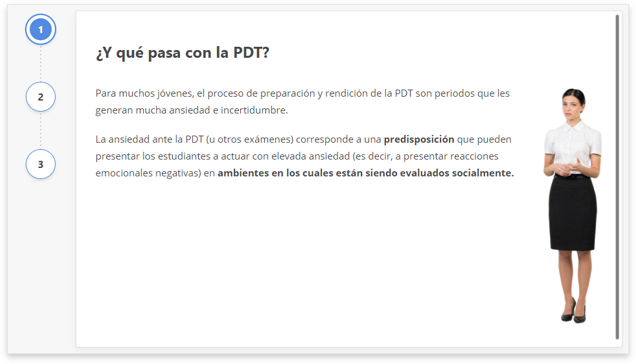 1
¿Y qué pasa con la PDT?
2
Para muchos jóvenes, el proceso de preparación y rendición de la PDT son periodos que les
generan mucha ansiedad e incertidumbre.
La ansiedad ante la PDT (u otros exámenes) corresponde a una predisposición que pueden
presentar los estudiantes a actuar con elevada ansiedad (es decir, a presentar reacciones
emocionales negativas) en ambientes en los cuales están siendo evaluados socialmente.
3